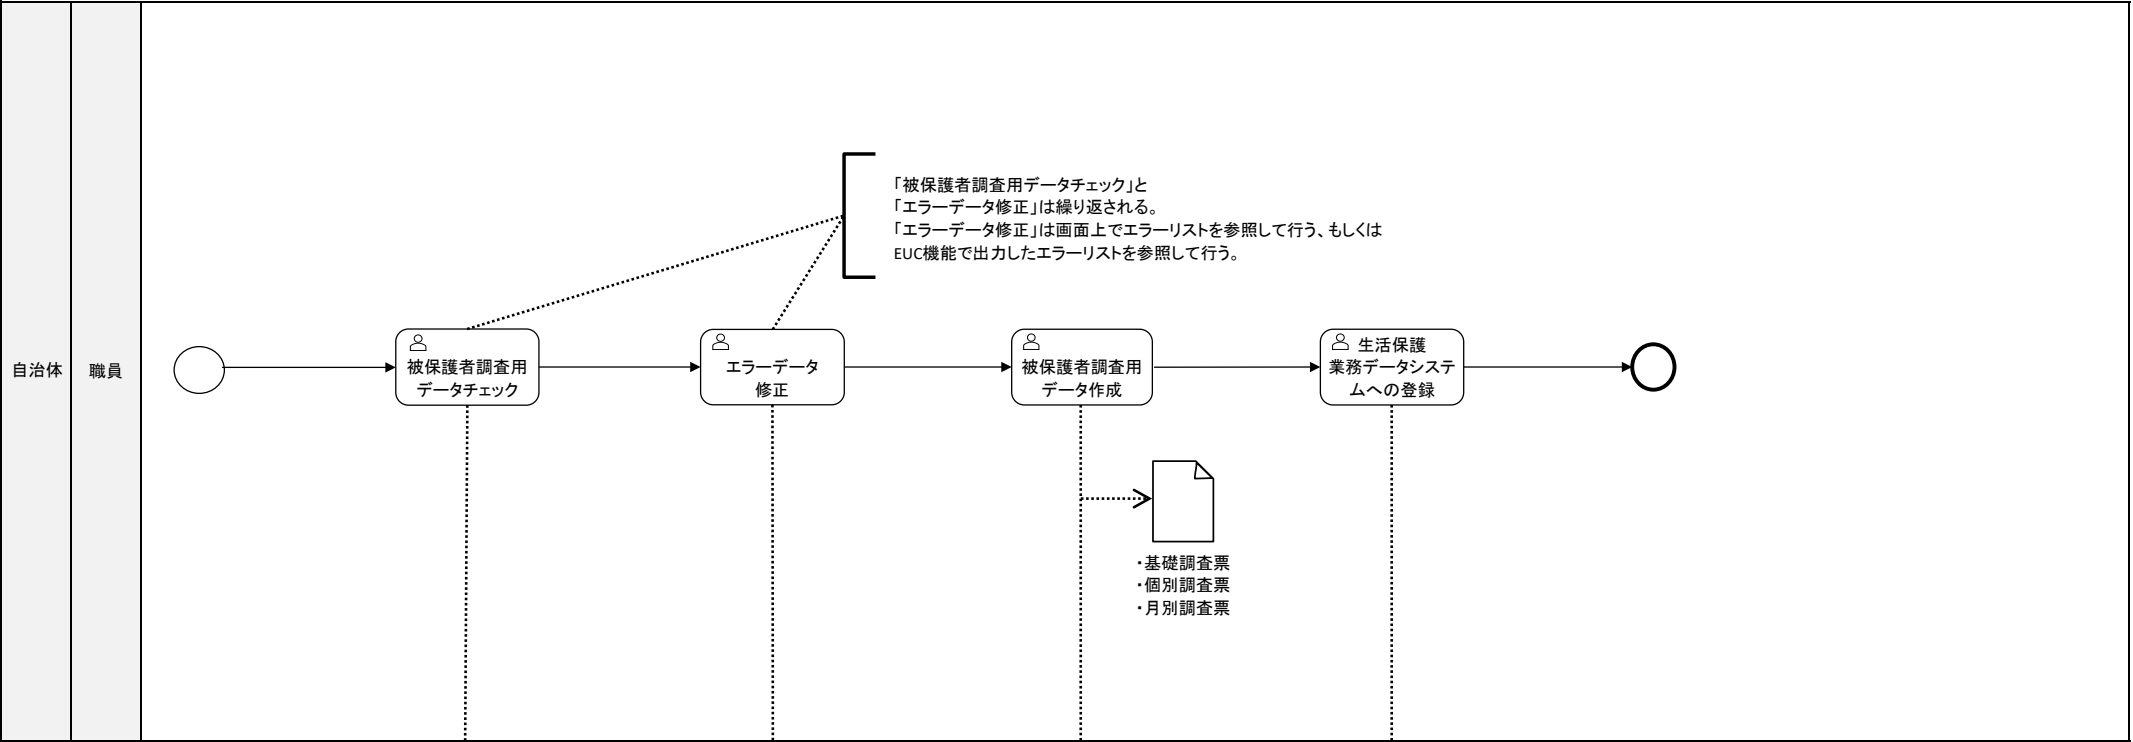 自治体
職員
「被保護者調査用データチェック」と
「エラーデータ修正」は繰り返される。
「エラーデータ修正」は画面上でエラーリストを参照して行う、もしくは
EUC機能で出力したエラーリストを参照して行う。
被保護者調査用
データチェック
エラーデータ
修正
被保護者調査用
データ作成
生活保護
業務データシステ
ムへの登録
・基礎調査票
・個別調査票
・月別調査票